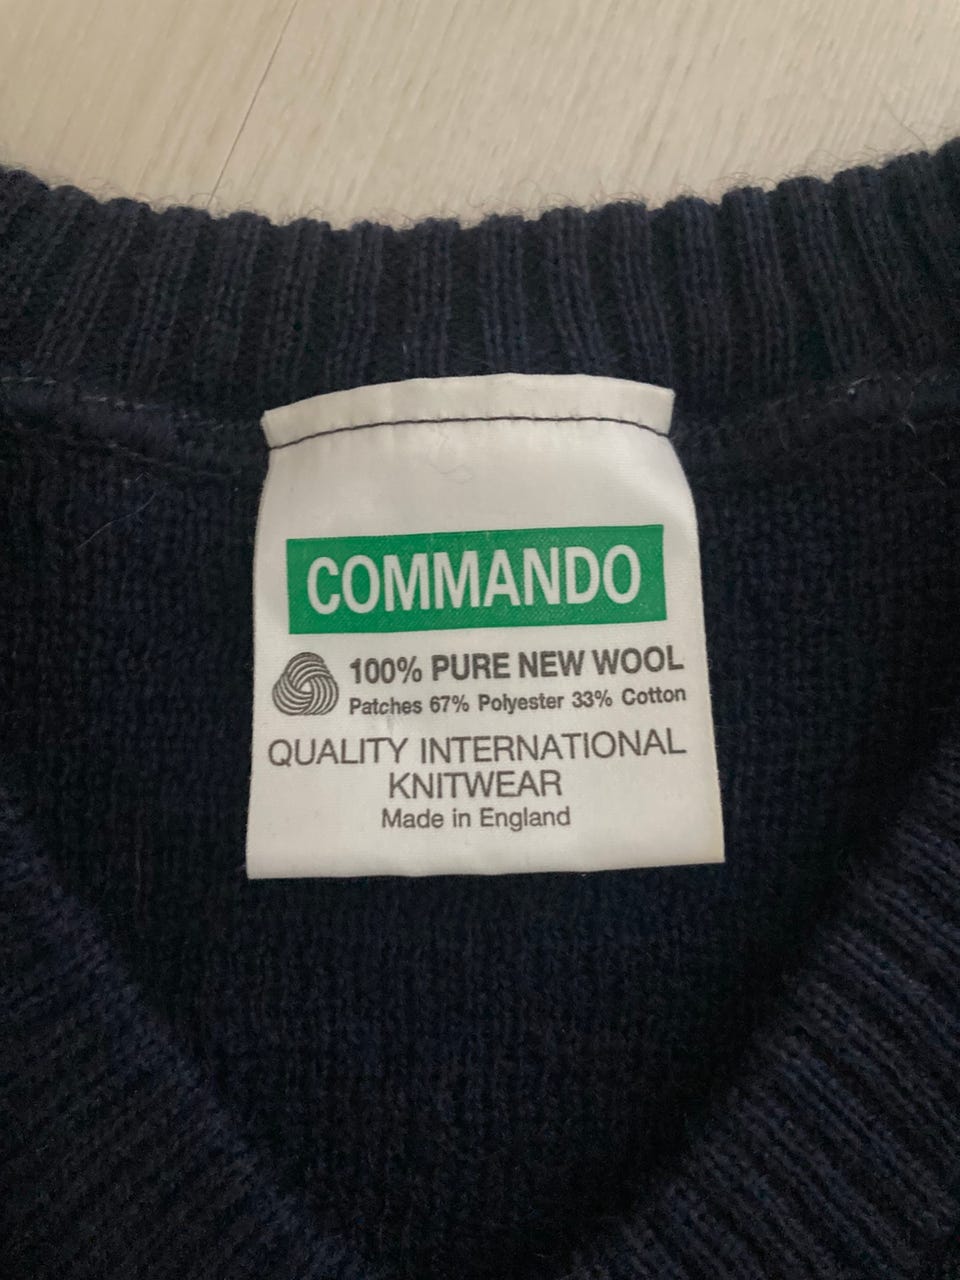 COMMANDO
100% PURE NEW WOOL
Patches 67% Polyester 33% Cotton
QUALITY INTERNATIONAL
KNITWEAR
Made in England